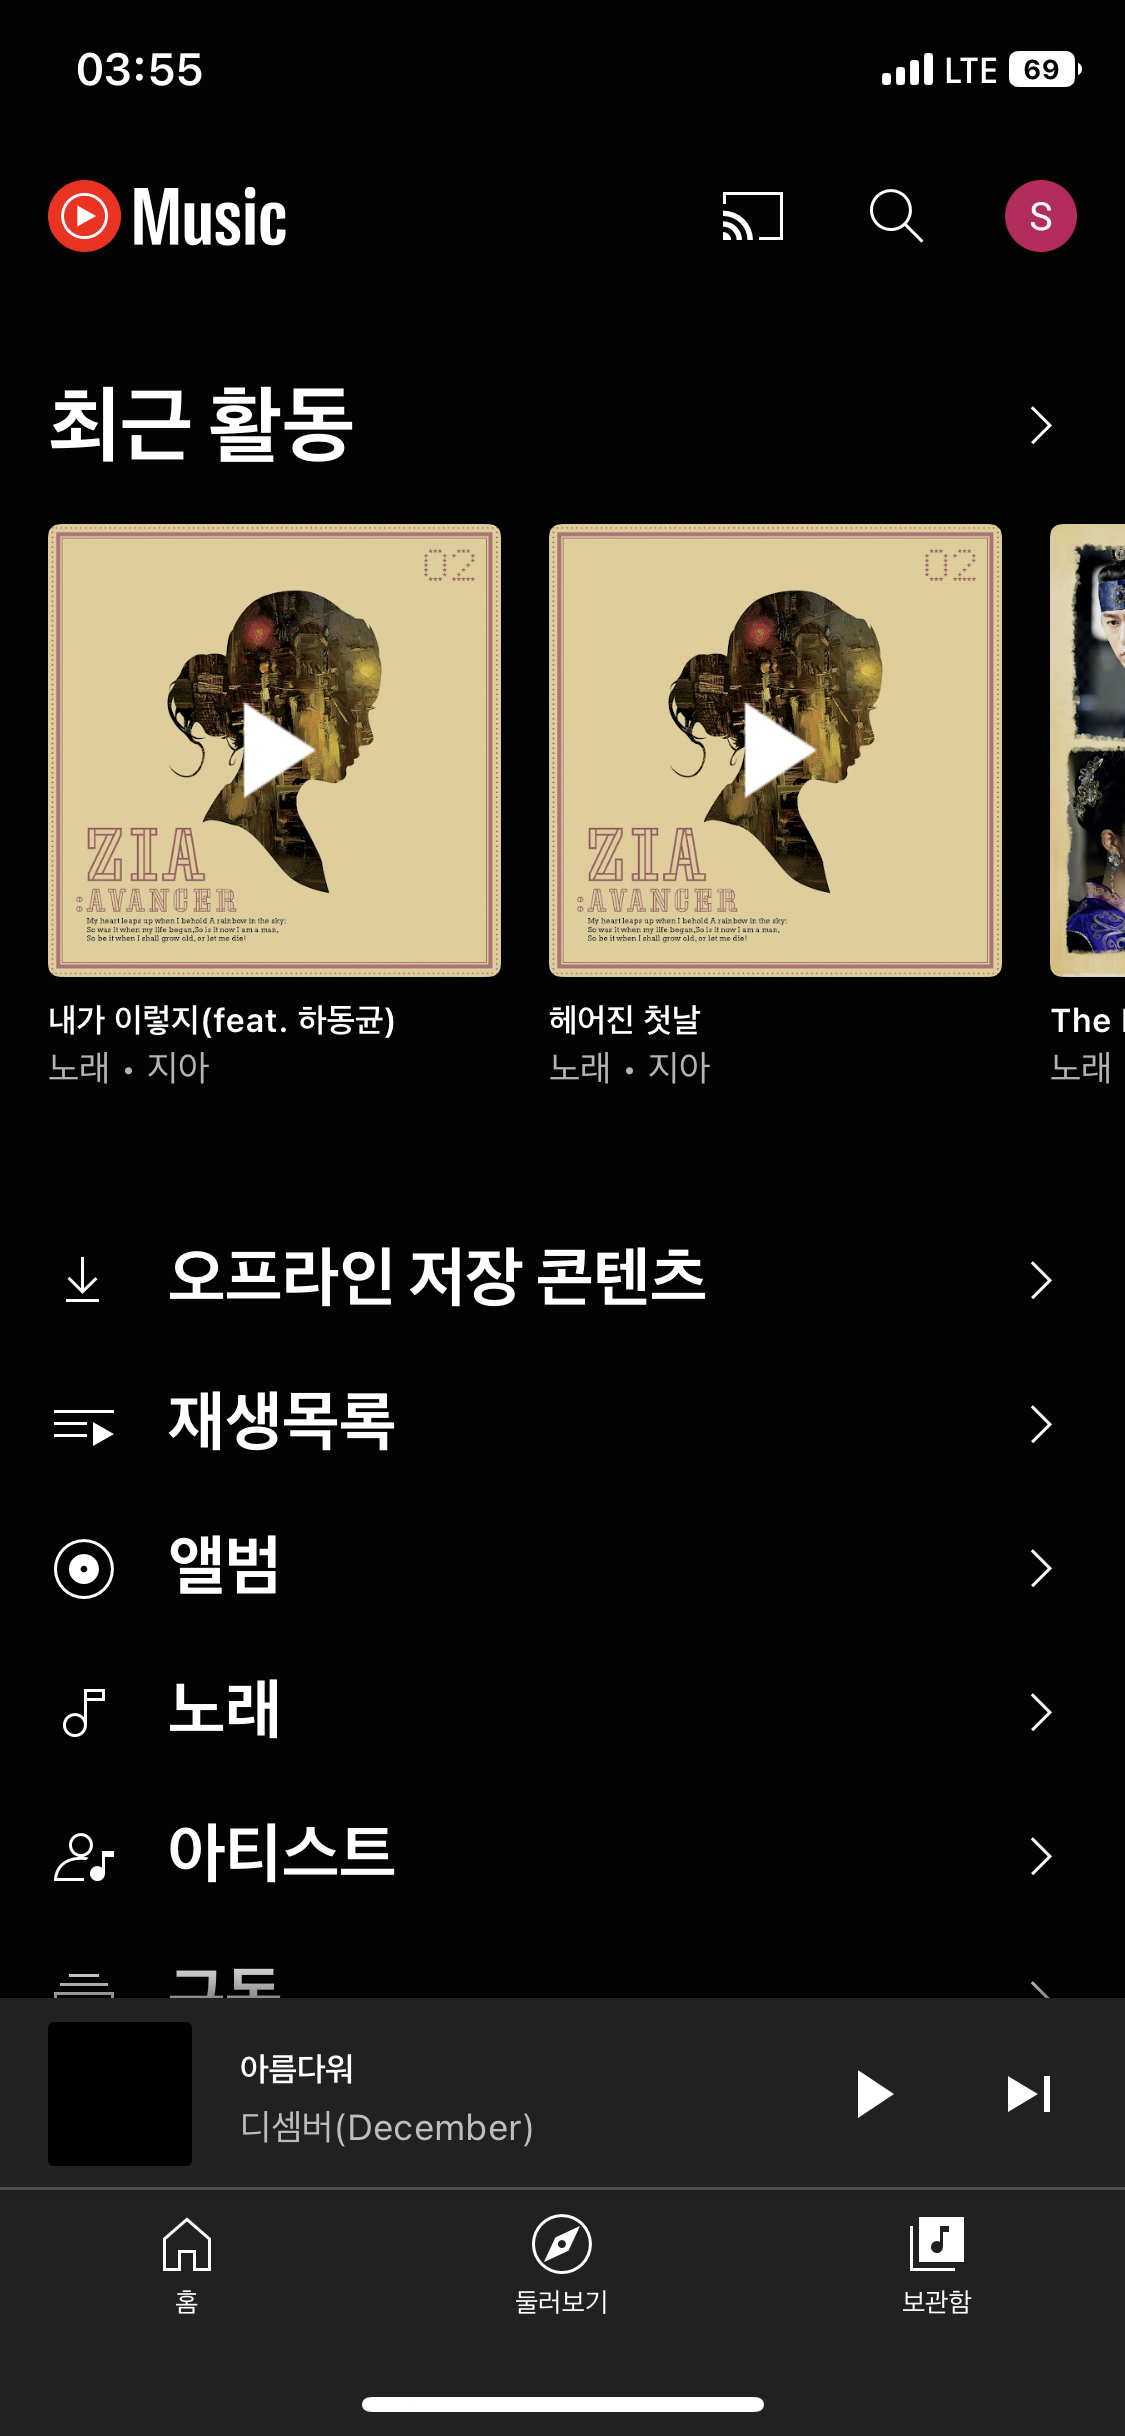 03:55
LTE 69
Music
S
최근 활동
02
02
ZIA
:AVANCER
My heart leaps up when I behold A rainbow in the sky:
So was it when my life began,So is it now I am a man,
So be it when I shall grow old, or let me die!
ZIA
:AVANCER
My heart leaps up when I behold A rainbow in the sky:
So was it when my life began,So is it now I am a man,
So be it when I shall grow old, or let me die!
내가 이렇지(feat. 하동균)
노래 • 지아
헤어진 첫날
노래 • 지아
The
노래
오프라인 저장 콘텐츠
재생목록
앨범
노래
아티스트
아름다워
디셈버(December)
홈
둘러보기
보관함